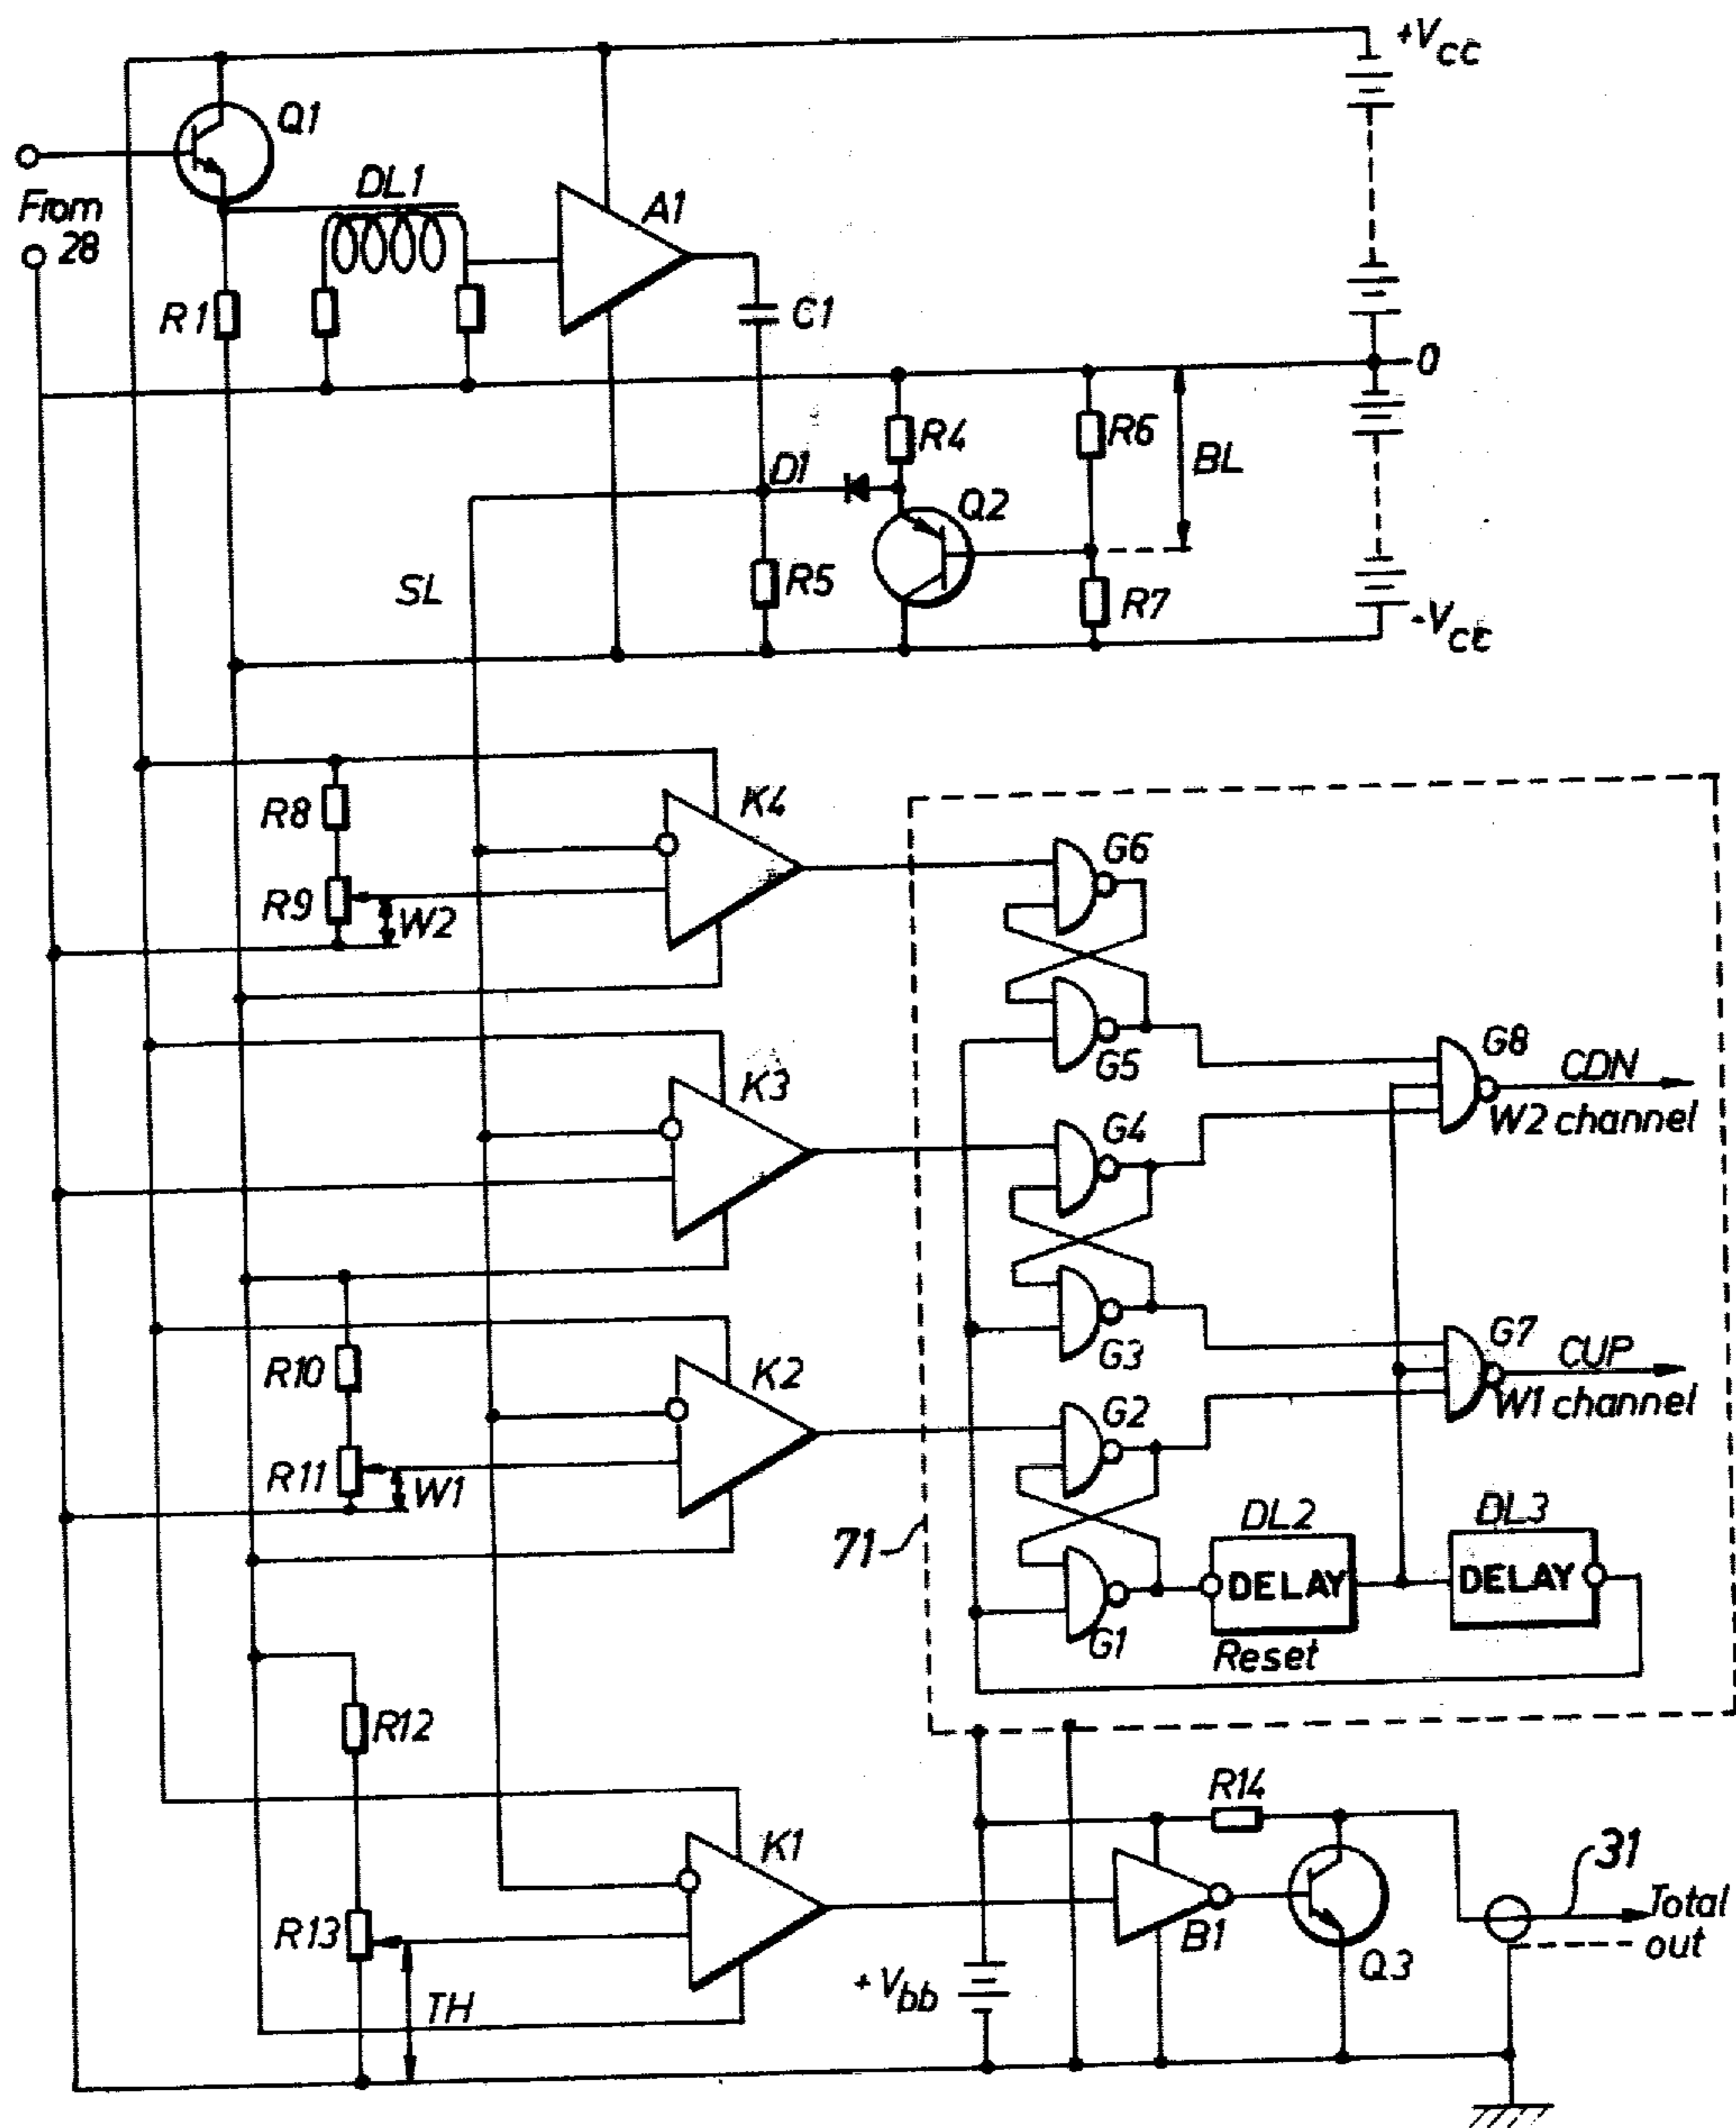 +Vcc
Q1
DL1
A1
From
28
R1
C1
0
R4
R6
BL
D1
Q2
SL
R5
R7
-Vcc
R8
K4
G6
R9
W2
G5
G8
CDN
W2 channel
K3
G4
G3
G7
CUP
W1 channel
R10
K2
G2
R11
W1
71
DL2
DL3
DELAY
DELAY
G1
Reset
R12
R14
K1
31
R13
Total
out
B1
Q3
+Vbb
TH